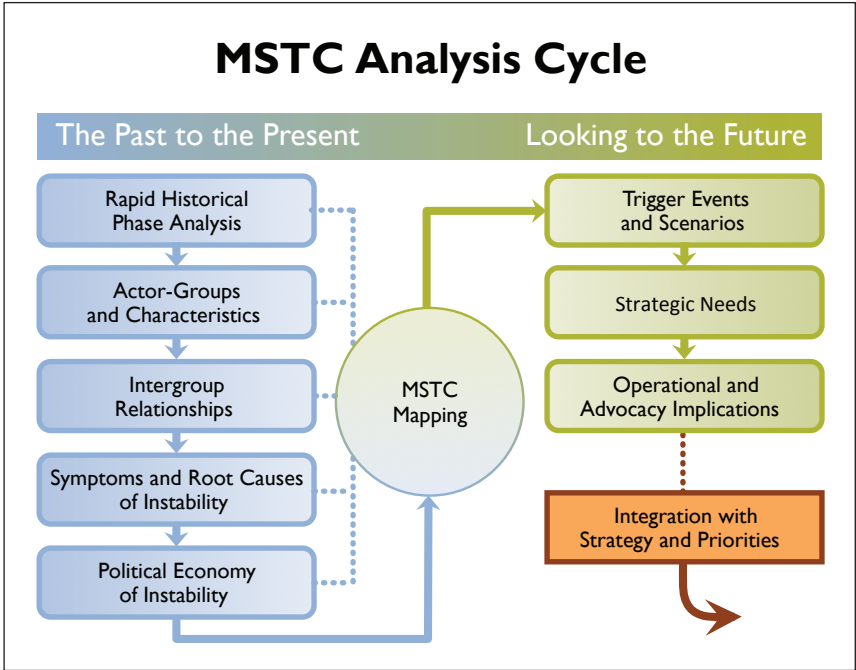 MSTC Analysis Cycle
The Past to the Present
Looking to the Future
Rapid Historical
Phase Analysis
Actor-Groups
and Characteristics
Intergroup
Relationships
Symptoms and Root Causes
of Instability
Political Economy
of Instability
MSTC
Mapping
Trigger Events
and Scenarios
Strategic Needs
Operational and
Advocacy Implications
Integration with
Strategy and Priorities